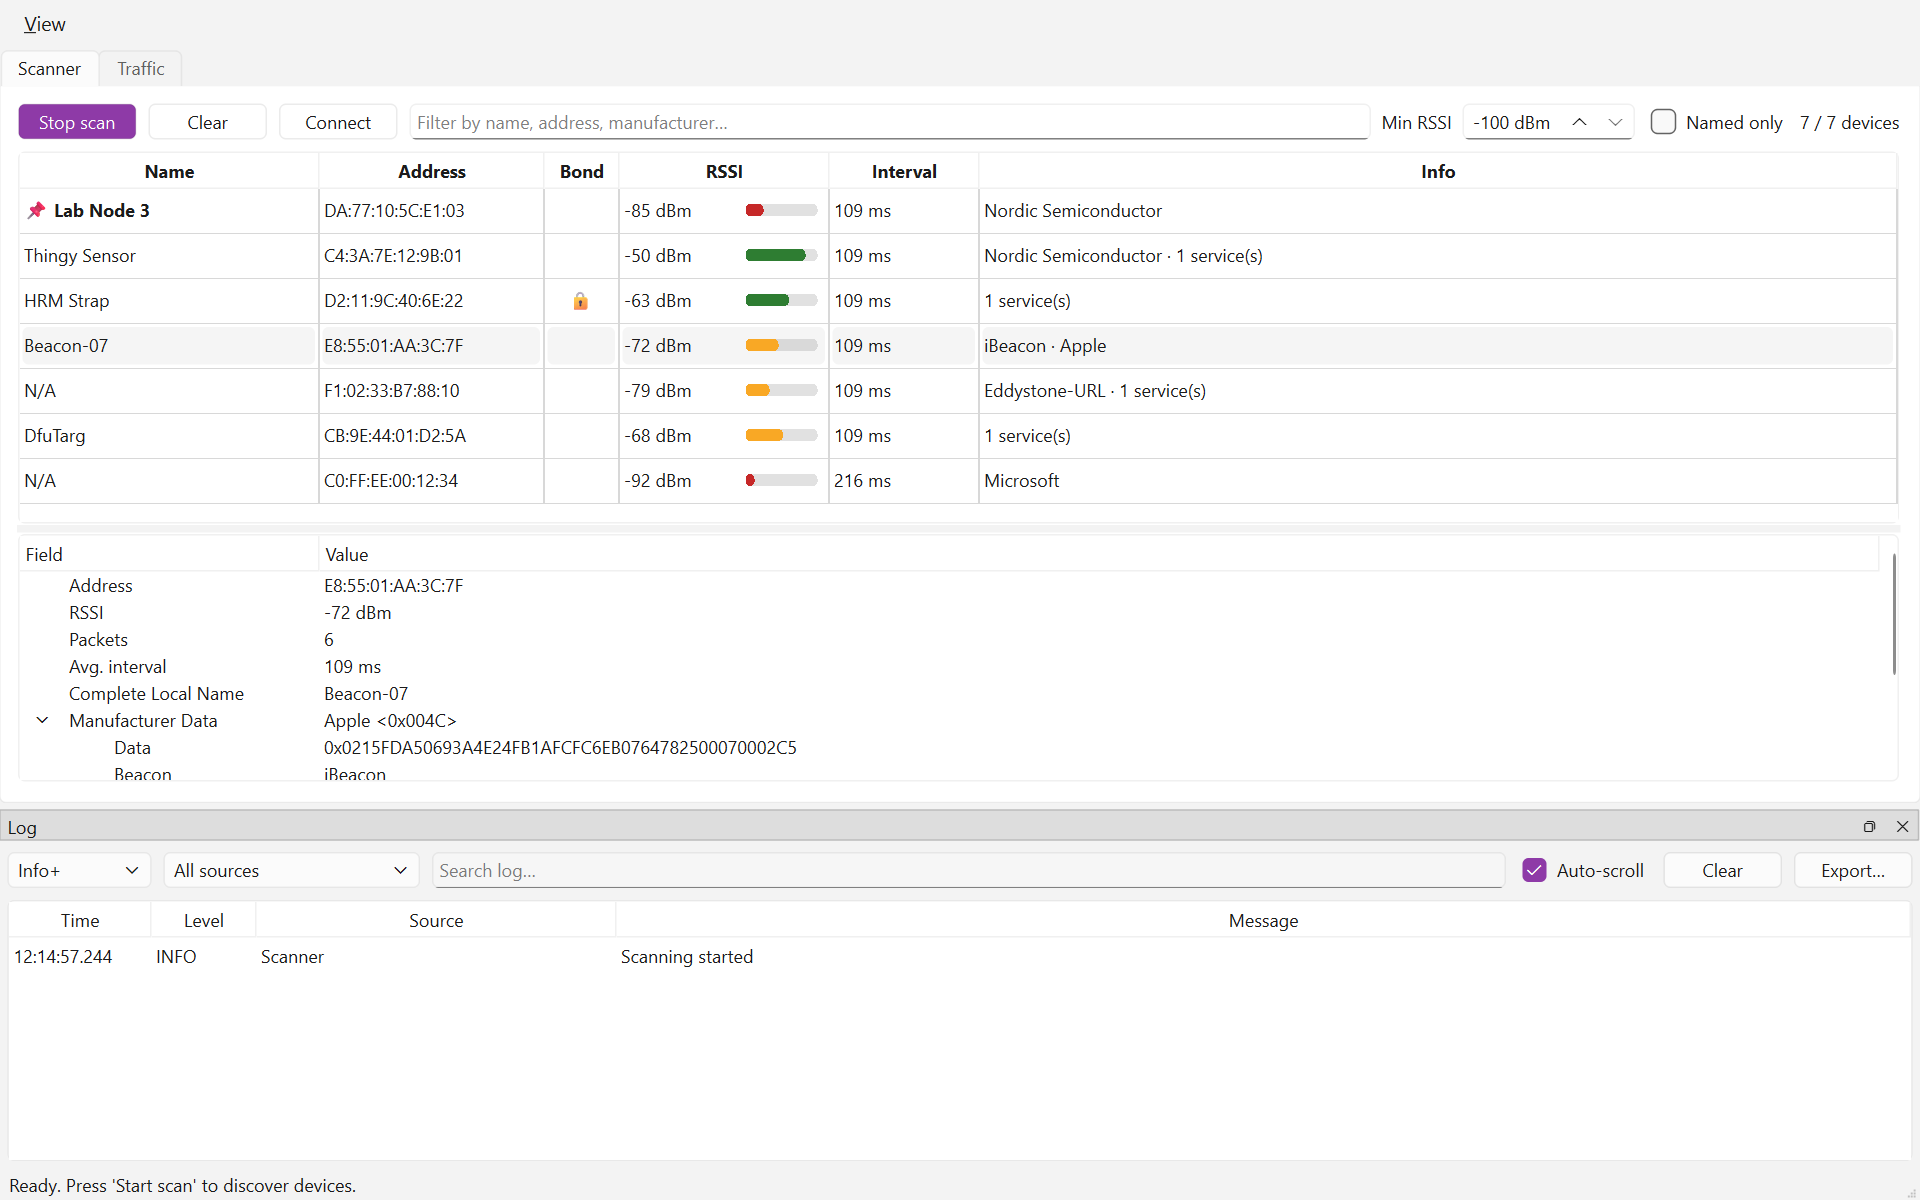 View
Scanner Traffic
Stop scan Clear Connect Filter by name, address, manufacturer... Min RSSI -100 dBm Named only 7 / 7 devices
Name Address Bond RSSI Interval Info
Lab Node 3 DA:77:10:5C:E1:03 -85 dBm 109 ms Nordic Semiconductor
Thingy Sensor C4:3A:7E:12:9B:01 -50 dBm 109 ms Nordic Semiconductor · 1 service(s)
HRM Strap D2:11:9C:40:6E:22 -63 dBm 109 ms 1 service(s)
Beacon-07 E8:55:01:AA:3C:7F -72 dBm 109 ms iBeacon · Apple
N/A F1:02:33:B7:88:10 -79 dBm 109 ms Eddystone-URL · 1 service(s)
DfuTarg CB:9E:44:01:D2:5A -68 dBm 109 ms 1 service(s)
N/A C0:FF:EE:00:12:34 -92 dBm 216 ms Microsoft
Field Value
Address E8:55:01:AA:3C:7F
RSSI -72 dBm
Packets 6
Avg. interval 109 ms
Complete Local Name Beacon-07
Manufacturer Data Apple <0x004C>
Data 0x0215FDA50693A4E24FB1AFCFC6EB0764782500070002C5
Beacon iBeacon
Log
Info+ All sources Search log... Auto-scroll Clear Export...
Time Level Source Message
12:14:57.244 INFO Scanner Scanning started
Ready. Press 'Start scan' to discover devices.